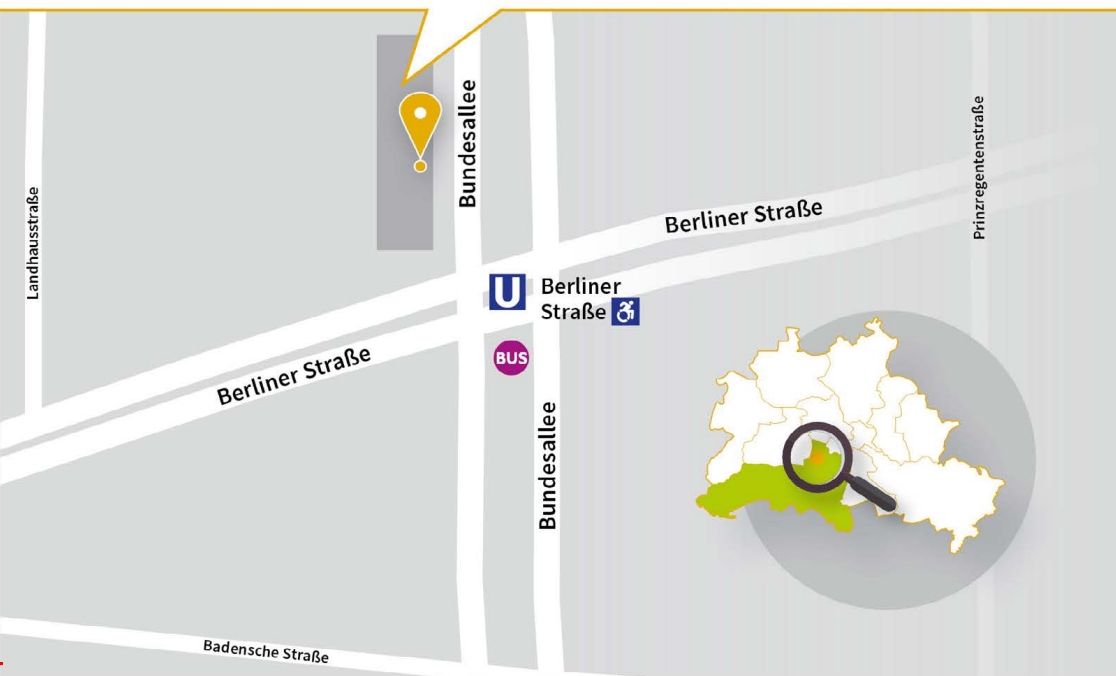 Bundesallee
Prinzregentenstraße
Landhausstraße
Berliner Straße
U
Berliner
Straße
BUS
Berliner Straße
Bundesallee
Badensche Straße